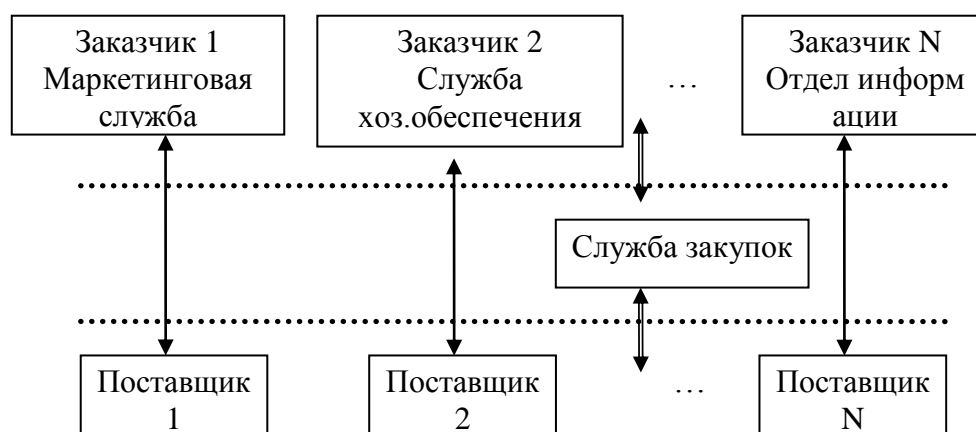 Заказчик 1
Маркетинговая
служба
Заказчик 2
Служба
хоз.обеспечения
…
Заказчик N
Отдел информ
ации
Служба закупок
Поставщик
1
Поставщик
2
…
Поставщик
N